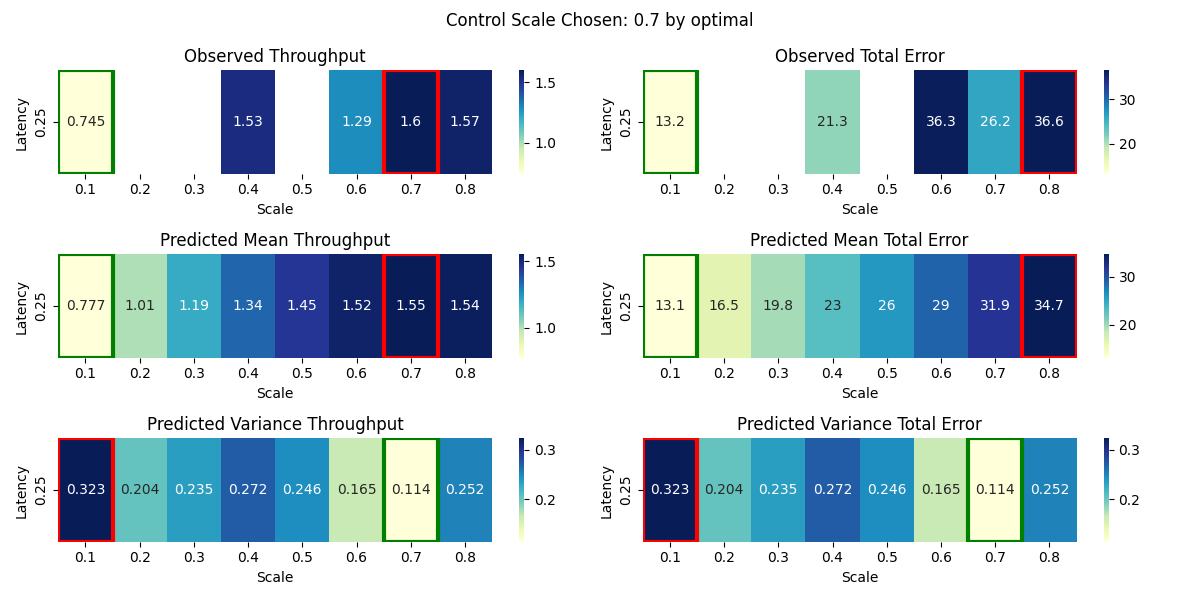 Control Scale Chosen: 0.7 by optimal
Observed Throughput
Latency
0.25
0.745 1.53 1.29 1.6 1.57
0.1 0.2 0.3 0.4 0.5 0.6 0.7 0.8
Scale
1.5
1.0
Observed Total Error
Latency
0.25
13.2 21.3 36.3 26.2 36.6
0.1 0.2 0.3 0.4 0.5 0.6 0.7 0.8
Scale
30
20
Predicted Mean Throughput
Latency
0.25
0.777 1.01 1.19 1.34 1.45 1.52 1.55 1.54
0.1 0.2 0.3 0.4 0.5 0.6 0.7 0.8
Scale
1.5
1.0
Predicted Mean Total Error
Latency
0.25
13.1 16.5 19.8 23 26 29 31.9 34.7
0.1 0.2 0.3 0.4 0.5 0.6 0.7 0.8
Scale
30
20
Predicted Variance Throughput
Latency
0.25
0.323 0.204 0.235 0.272 0.246 0.165 0.114 0.252
0.1 0.2 0.3 0.4 0.5 0.6 0.7 0.8
Scale
0.3
0.2
Predicted Variance Total Error
Latency
0.25
0.323 0.204 0.235 0.272 0.246 0.165 0.114 0.252
0.1 0.2 0.3 0.4 0.5 0.6 0.7 0.8
Scale
0.3
0.2